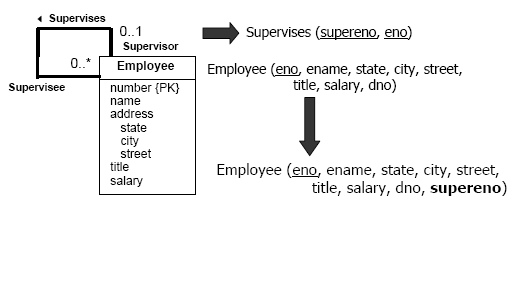 Supervises
0..1
Supervises (supereno, eno)
Supervisor
0..*
Employee
Employee (eno, ename, state, city, street,
title, salary, dno)
Supervisee
number {PK}
name
address
state
city
street
title
salary
Employee (eno, ename, state, city, street,
title, salary, dno, supereno)